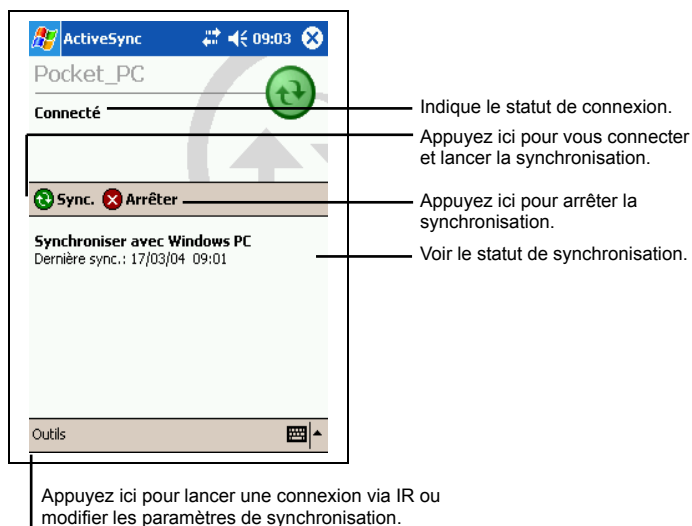 ActiveSync 09:03
Pocket_PC
Connecté
Indique le statut de connexion.
Appuyez ici pour vous connecter
et lancer la synchronisation.
Sync. Arrêter
Appuyez ici pour arrêter la
synchronisation.
Synchroniser avec Windows PC
Dernière sync.: 17/03/04 09:01
Voir le statut de synchronisation.
Outils
Appuyez ici pour lancer une connexion via IR ou
modifier les paramètres de synchronisation.